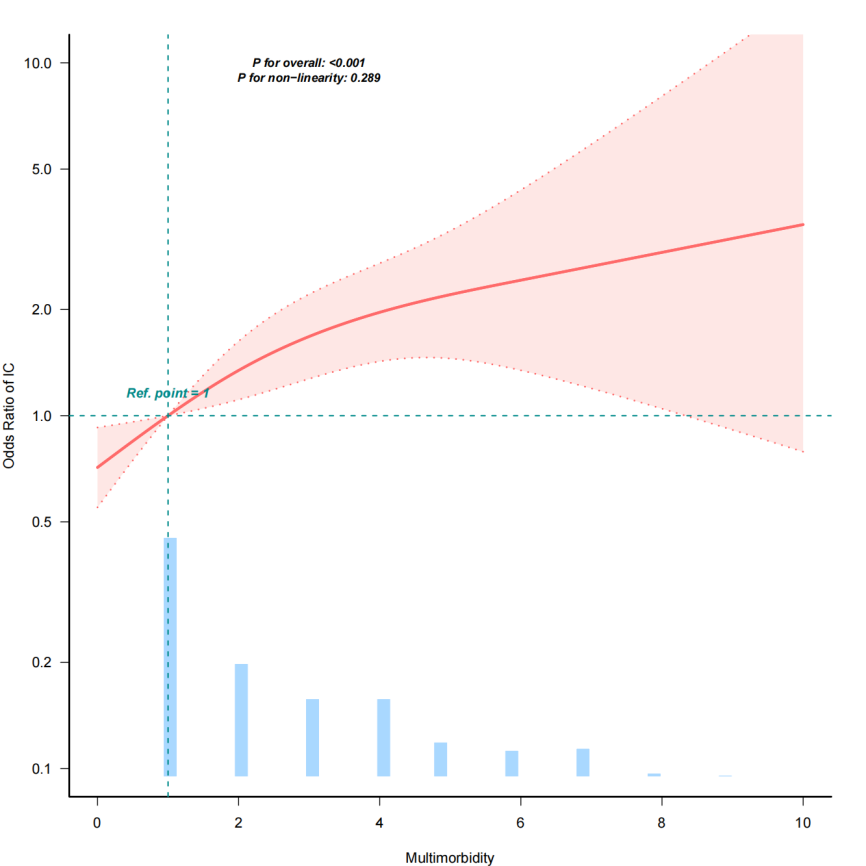 P for overall: <0.001
P for non−linearity: 0.289
10.0
5.0
2.0
Ref. point = 1
1.0
0.5
0.2
0.1
Odds Ratio of IC
0 2 4 6 8 10
Multimorbidity